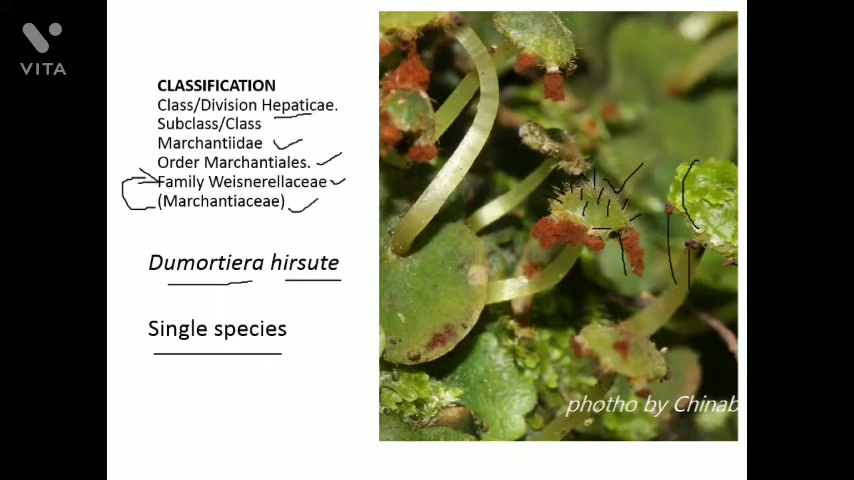 VITA
CLASSIFICATION
Class/Division Hepaticae.
Subclass/Class
Marchantiidae
Order Marchantiales.
Family Weisnerellaceae
(Marchantiaceae)
Dumortiera hirsute
Single species
photho by Chinab